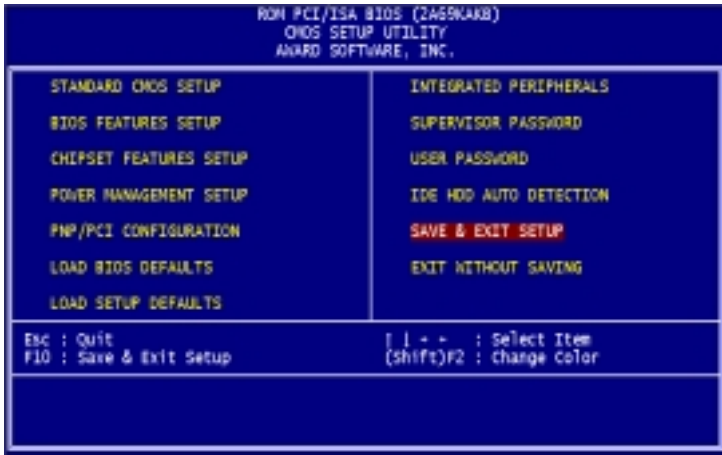 ROM PCI/ISA BIOS (2A69KAKB)
CMOS SETUP UTILITY
AWARD SOFTWARE, INC.
STANDARD CMOS SETUP
BIOS FEATURES SETUP
CHIPSET FEATURES SETUP
POWER MANAGEMENT SETUP
PNP/PCI CONFIGURATION
LOAD BIOS DEFAULTS
LOAD SETUP DEFAULTS
INTEGRATED PERIPHERALS
SUPERVISOR PASSWORD
USER PASSWORD
IDE HDD AUTO DETECTION
SAVE & EXIT SETUP
EXIT WITHOUT SAVING
Esc : Quit
F10 : Save & Exit Setup
: Select Item
(Shift)F2 : Change Color